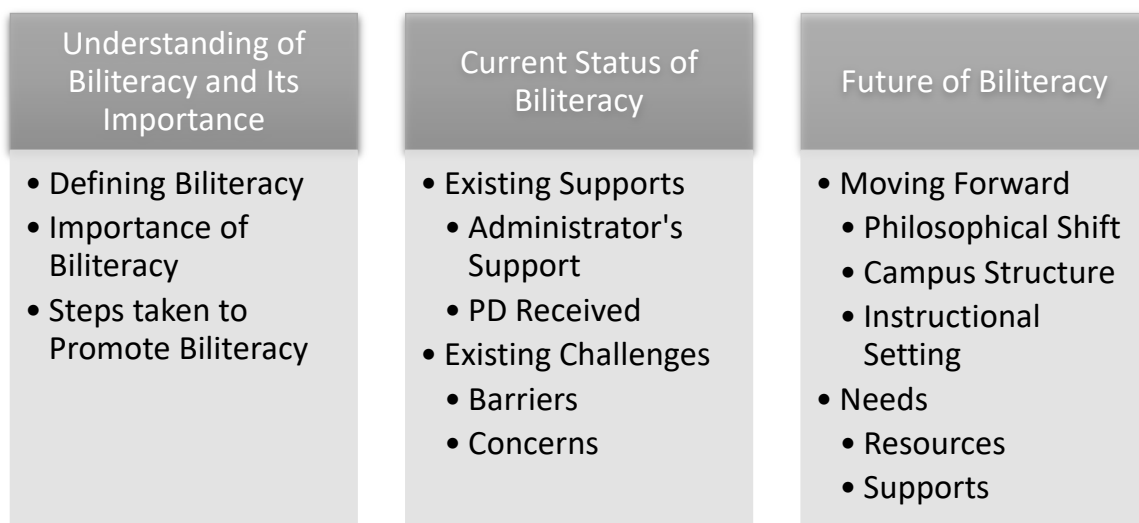 Understanding of
Biliteracy and Its
Importance
• Defining Biliteracy
• Importance of
Biliteracy
• Steps taken to
Promote Biliteracy
Current Status of
Biliteracy
• Existing Supports
• Administrator's
Support
• PD Received
• Existing Challenges
• Barriers
• Concerns
Future of Biliteracy
• Moving Forward
• Philosophical Shift
• Campus Structure
• Instructional
Setting
• Needs
• Resources
• Supports